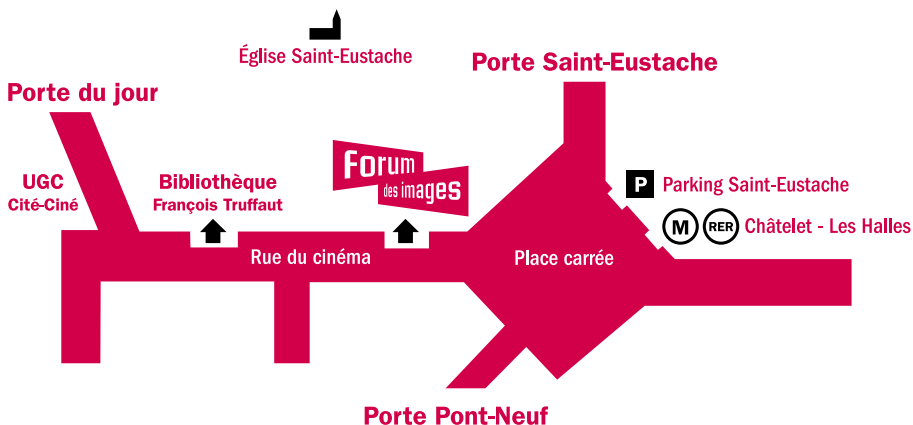 Église Saint-Eustache
Porte Saint-Eustache
Porte du jour
Forum
des images
UGC
Cité-Ciné
Bibliothèque
François Truffaut
P Parking Saint-Eustache
M RER Châtelet - Les Halles
Rue du cinéma
Place carrée
Porte Pont-Neuf